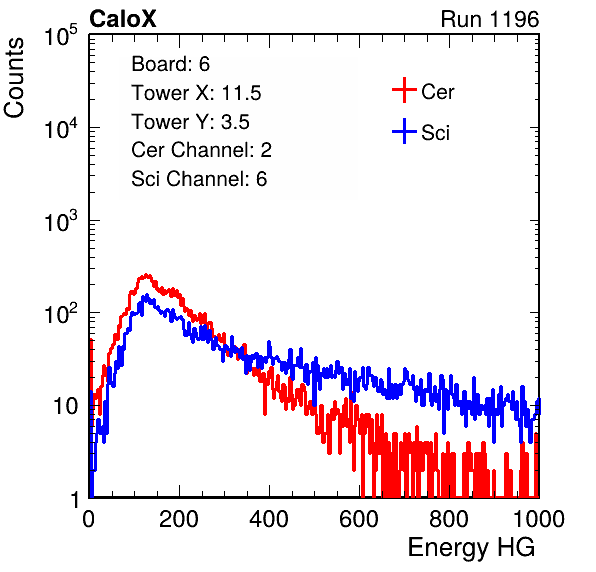 CaloX Run 1196
Counts
Board: 6
Tower X: 11.5
Tower Y: 3.5
Cer Channel: 2
Sci Channel: 6
Cer
Sci
10^5
10^4
10^3
10^2
10
1
0 200 400 600 800 1000
Energy HG